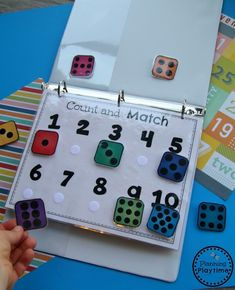 Count and Match
1 2 3 4 5
6 7 8 9 10
Planning
Playtime